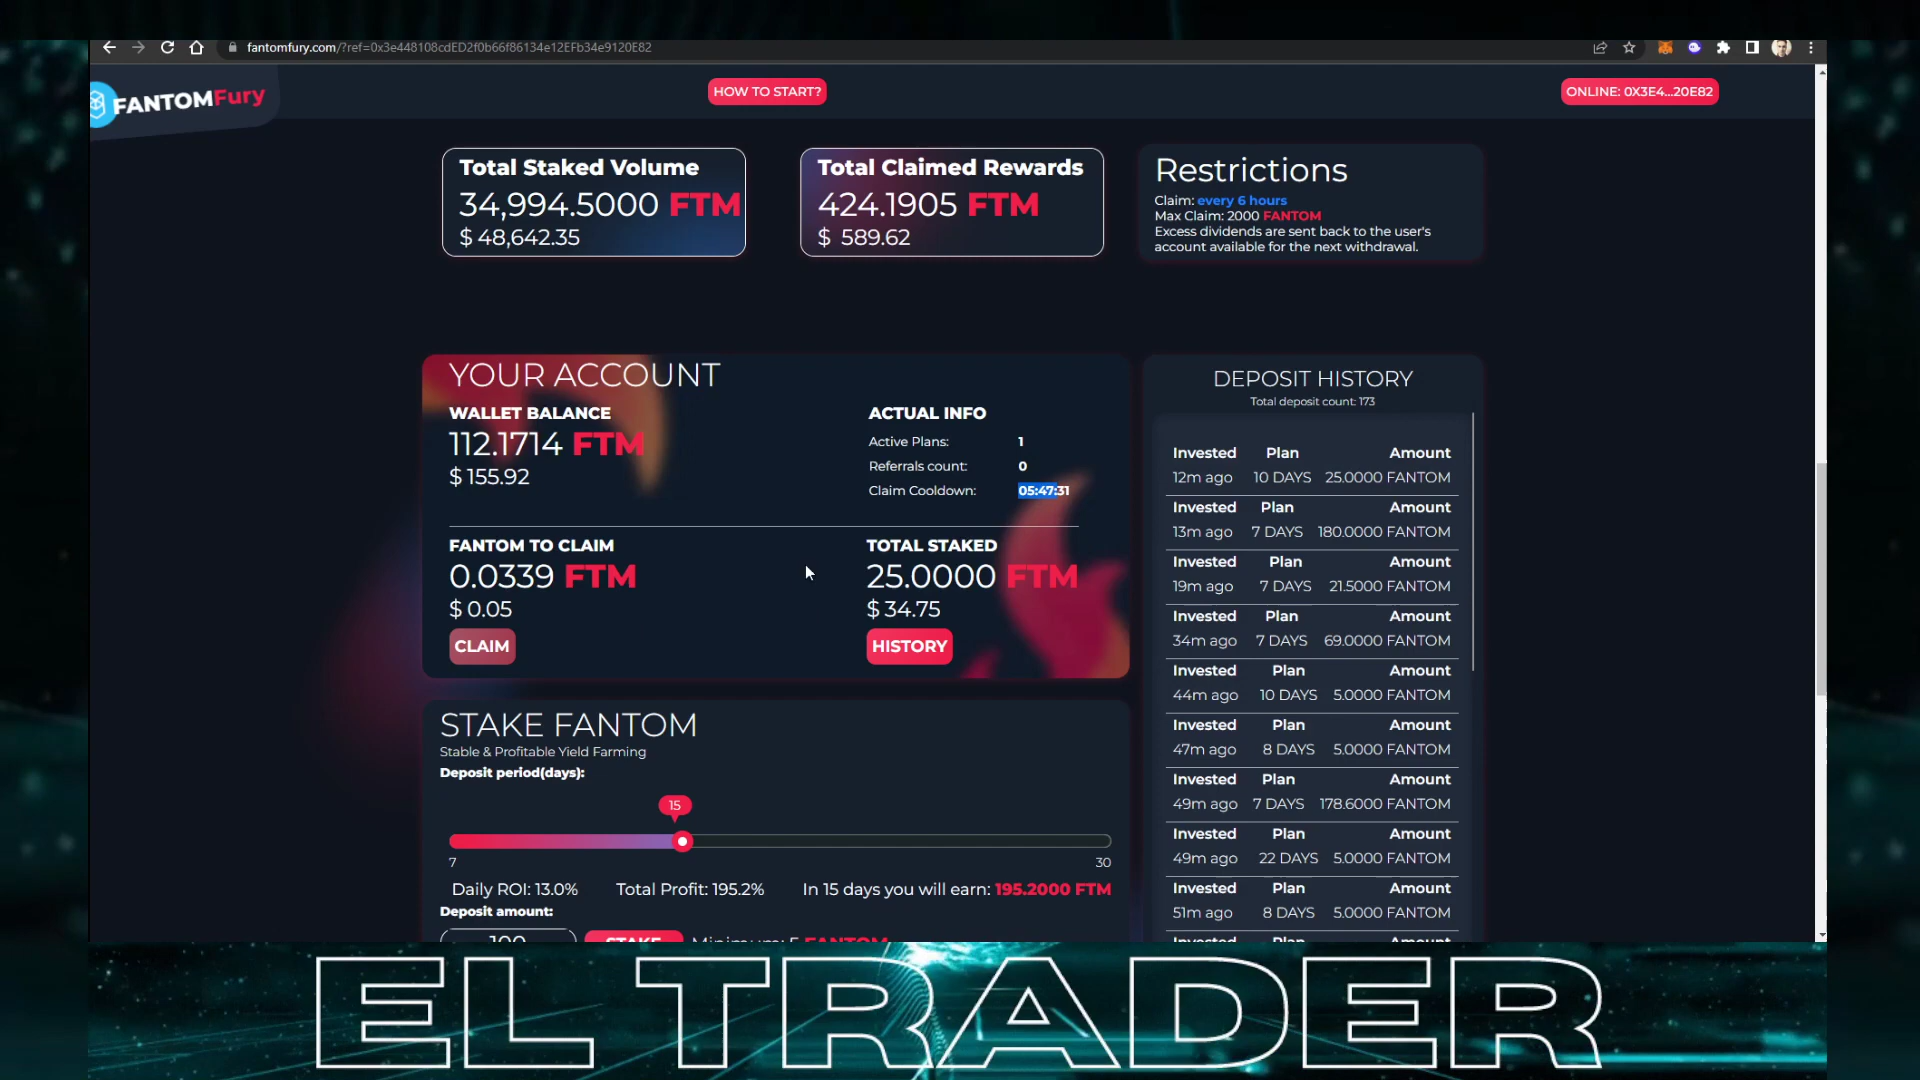 fantomfury.com/?ref=0x3e448108cdED2f0b66f86134e12EFb34e9120E82
FANTOMFury
HOW TO START?
ONLINE: 0X3E4...20E82
Total Staked Volume
34,994.5000 FTM
$ 48,642.35
Total Claimed Rewards
424.1905 FTM
$ 589.62
Restrictions
Claim: every 6 hours
Max Claim: 2000 FANTOM
Excess dividends are sent back to the user's
account available for the next withdrawal.
YOUR ACCOUNT
WALLET BALANCE
112.1714 FTM
$ 155.92
ACTUAL INFO
Active Plans: 1
Referrals count: 0
Claim Cooldown: 05:47:31
FANTOM TO CLAIM
0.0339 FTM
$ 0.05
CLAIM
TOTAL STAKED
25.0000 FTM
$ 34.75
HISTORY
STAKE FANTOM
Stable & Profitable Yield Farming
Deposit period(days):
15
7 30
Daily ROI: 13.0% Total Profit: 195.2% In 15 days you will earn: 195.2000 FTM
Deposit amount:
100 STAKE Minimum: 5 FANTOM
DEPOSIT HISTORY
Total deposit count: 173
Invested Plan Amount
12m ago 10 DAYS 25.0000 FANTOM
Invested Plan Amount
13m ago 7 DAYS 180.0000 FANTOM
Invested Plan Amount
19m ago 7 DAYS 21.5000 FANTOM
Invested Plan Amount
34m ago 7 DAYS 69.0000 FANTOM
Invested Plan Amount
44m ago 10 DAYS 5.0000 FANTOM
Invested Plan Amount
47m ago 8 DAYS 5.0000 FANTOM
Invested Plan Amount
49m ago 7 DAYS 178.6000 FANTOM
Invested Plan Amount
49m ago 22 DAYS 5.0000 FANTOM
Invested Plan Amount
51m ago 8 DAYS 5.0000 FANTOM
Invested Plan Amount
EL TRADER